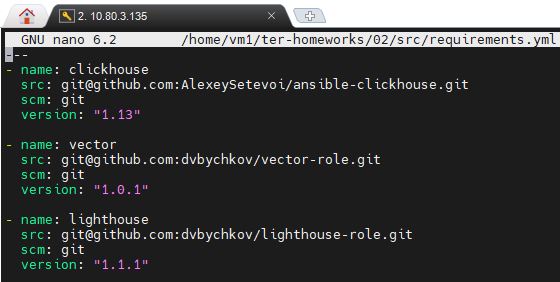 2. 10.80.3.135
GNU nano 6.2 /home/vm1/ter-homeworks/02/src/requirements.yml
---
- name: clickhouse
  src: git@github.com:AlexeySetevoi/ansible-clickhouse.git
  scm: git
  version: "1.13"

- name: vector
  src: git@github.com:dvbychkov/vector-role.git
  scm: git
  version: "1.0.1"

- name: lighthouse
  src: git@github.com:dvbychkov/lighthouse-role.git
  scm: git
  version: "1.1.1"